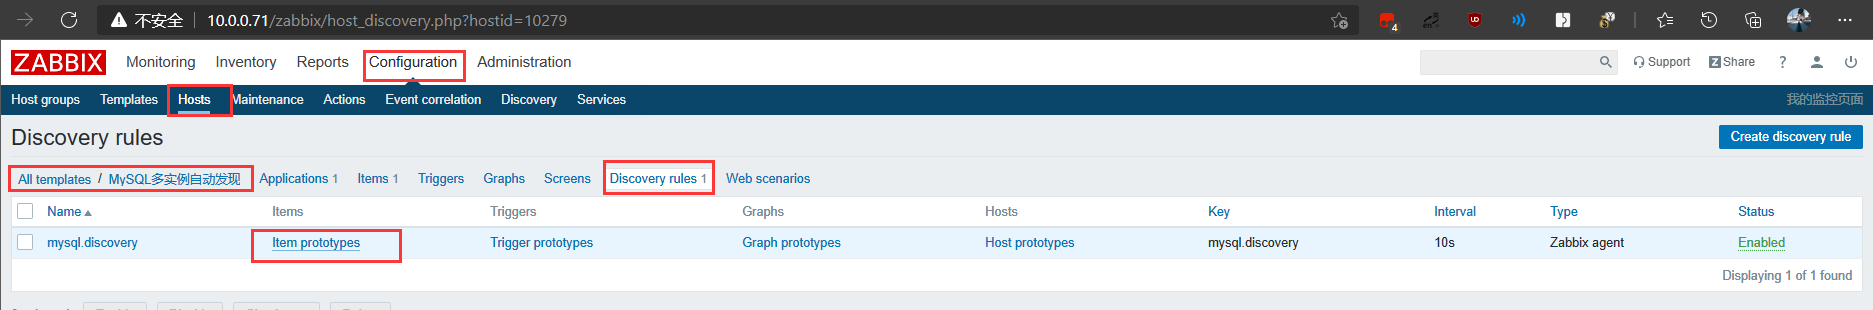 不安全 10.0.0.71/zabbix/host_discovery.php?hostid=10279 4
ZABBIX Monitoring Inventory Reports Configuration Administration Support Z Share ?
Host groups Templates Hosts Maintenance Actions Event correlation Discovery Services 我的监控页面
Discovery rules Create discovery rule
All templates / MySQL多实例自动发现 Applications 1 Items 1 Triggers Graphs Screens Discovery rules 1 Web scenarios
Name Items Triggers Graphs Hosts Key Interval Type Status
mysql.discovery Item prototypes Trigger prototypes Graph prototypes Host prototypes mysql.discovery 10s Zabbix agent Enabled
Displaying 1 of 1 found